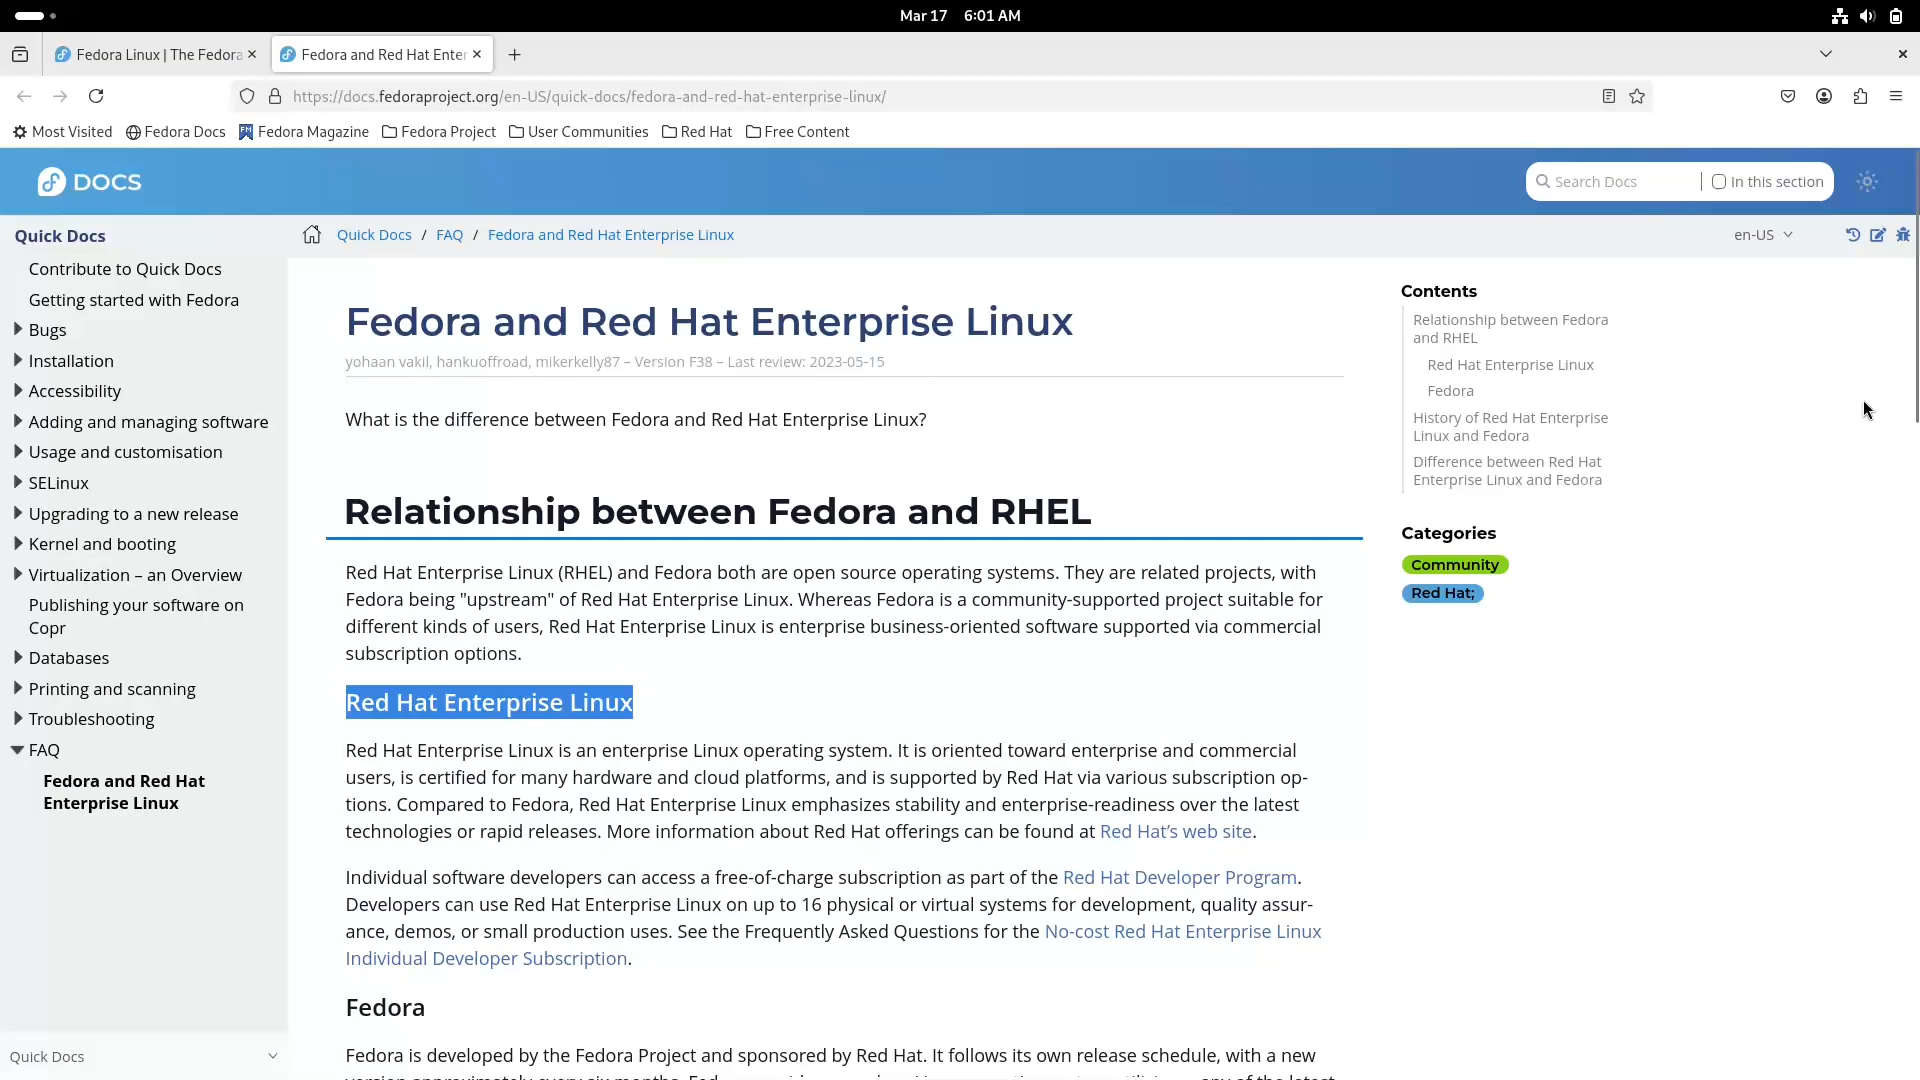 Mar 17 6:01 AM
Fedora Linux | The Fedora
Fedora and Red Hat Enter
https://docs.fedoraproject.org/en-US/quick-docs/fedora-and-red-hat-enterprise-linux/
Most Visited
Fedora Docs
Fedora Magazine
Fedora Project
User Communities
Red Hat
Free Content
DOCS
Search Docs
In this section
Quick Docs
Contribute to Quick Docs
Getting started with Fedora
Bugs
Installation
Accessibility
Adding and managing software
Usage and customisation
SELinux
Upgrading to a new release
Kernel and booting
Virtualization – an Overview
Publishing your software on
Copr
Databases
Printing and scanning
Troubleshooting
FAQ
Fedora and Red Hat
Enterprise Linux
Quick Docs
Quick Docs / FAQ / Fedora and Red Hat Enterprise Linux
en-US
Fedora and Red Hat Enterprise Linux
yohaan vakil, hankuoffroad, mikerkelly87 – Version F38 – Last review: 2023-05-15
What is the difference between Fedora and Red Hat Enterprise Linux?
Relationship between Fedora and RHEL
Red Hat Enterprise Linux (RHEL) and Fedora both are open source operating systems. They are related projects, with
Fedora being "upstream" of Red Hat Enterprise Linux. Whereas Fedora is a community-supported project suitable for
different kinds of users, Red Hat Enterprise Linux is enterprise business-oriented software supported via commercial
subscription options.
Red Hat Enterprise Linux
Red Hat Enterprise Linux is an enterprise Linux operating system. It is oriented toward enterprise and commercial
users, is certified for many hardware and cloud platforms, and is supported by Red Hat via various subscription op-
tions. Compared to Fedora, Red Hat Enterprise Linux emphasizes stability and enterprise-readiness over the latest
technologies or rapid releases. More information about Red Hat offerings can be found at Red Hat’s web site.
Individual software developers can access a free-of-charge subscription as part of the Red Hat Developer Program.
Developers can use Red Hat Enterprise Linux on up to 16 physical or virtual systems for development, quality assur-
ance, demos, or small production uses. See the Frequently Asked Questions for the No-cost Red Hat Enterprise Linux
Individual Developer Subscription.
Fedora
Fedora is developed by the Fedora Project and sponsored by Red Hat. It follows its own release schedule, with a new
Contents
Relationship between Fedora
and RHEL
Red Hat Enterprise Linux
Fedora
History of Red Hat Enterprise
Linux and Fedora
Difference between Red Hat
Enterprise Linux and Fedora
Categories
Community
Red Hat;